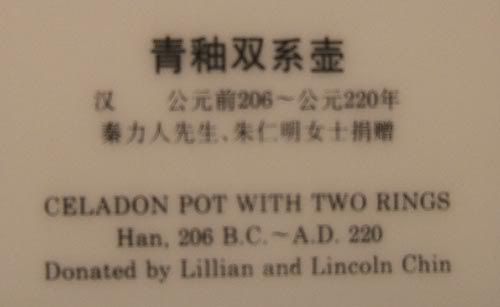 青釉双系壶
汉 公元前206～公元220年
秦力人先生、朱仁明女士捐赠
CELADON POT WITH TWO RINGS
Han, 206 B.C.～A.D. 220
Donated by Lillian and Lincoln Chin